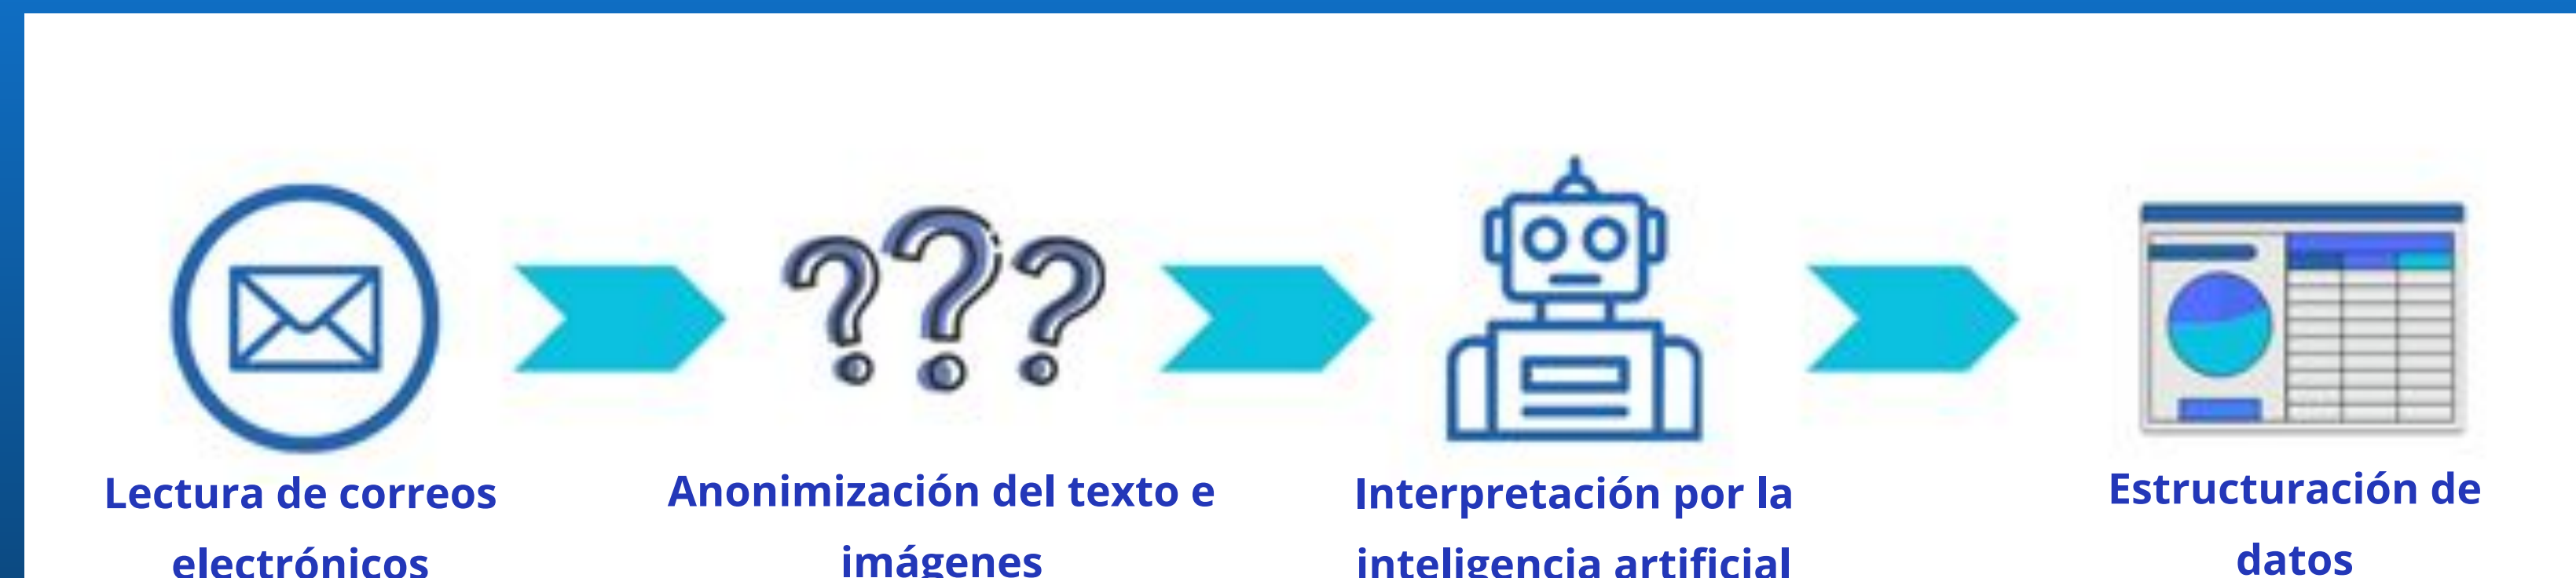 Lectura de correos
electrónicos
Anonimización del texto e
imágenes
Interpretación por la
inteligencia artificial
Estructuración de
datos